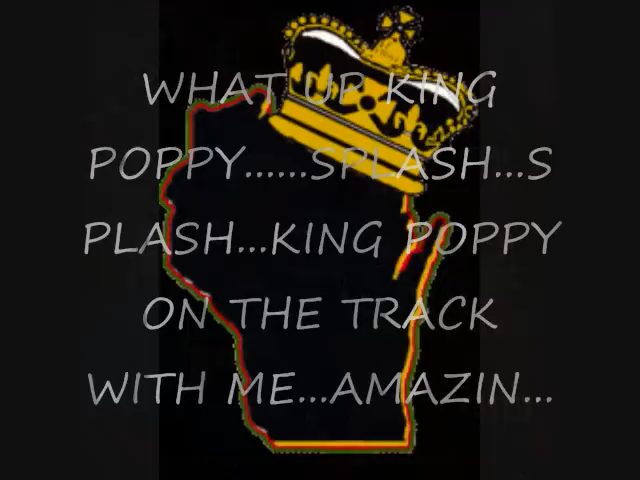 WHAT UP KING
POPPY......SPLASH...S
PLASH...KING POPPY
ON THE TRACK
WITH ME...AMAZIN...